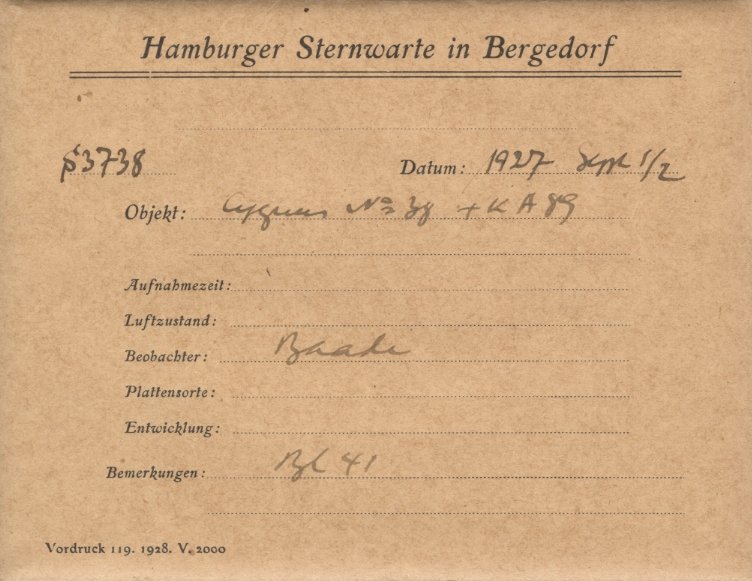 Hamburger Sternwarte in Bergedorf
S3738 Datum: 1927 Sept 1/2
Objekt: Cygnus No 38 + KA 89
Aufnahmezeit:
Luftzustand:
Beobachter: Baade
Plattensorte:
Entwicklung:
Bemerkungen: Bl 41
Vordruck 119. 1928. V. 2000